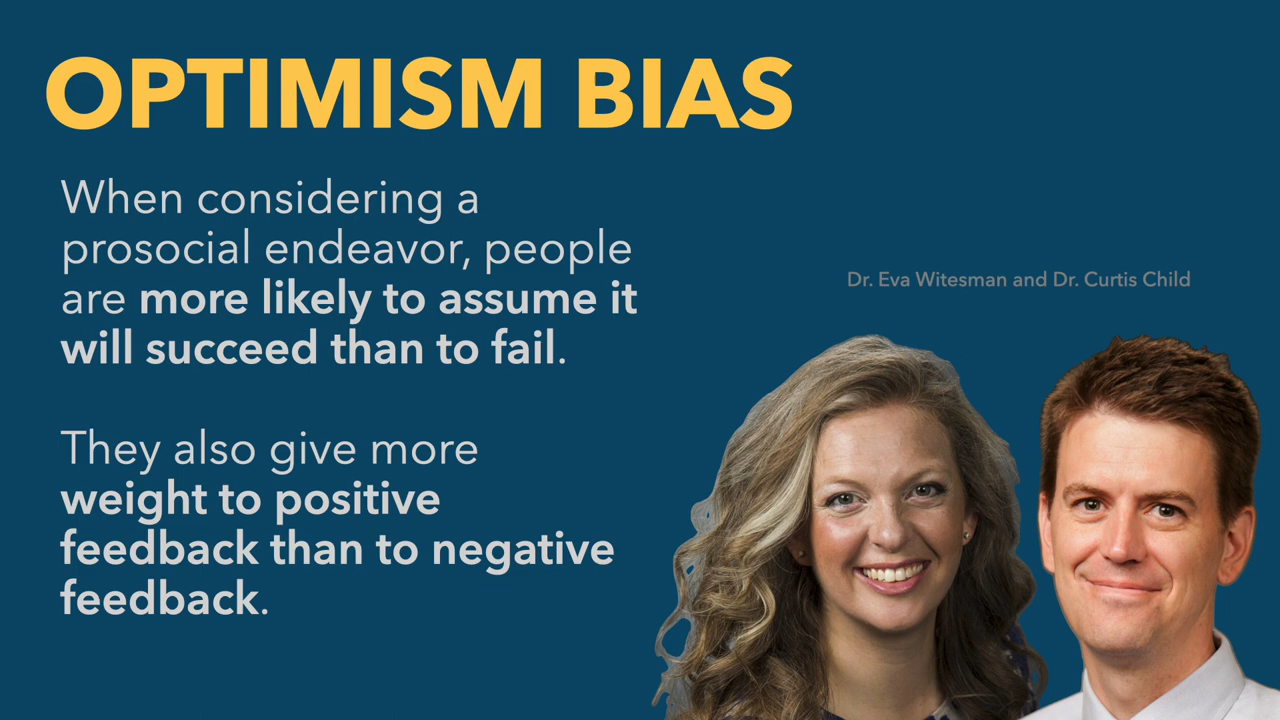 OPTIMISM BIAS
When considering a
prosocial endeavor, people
are more likely to assume it
will succeed than to fail.
They also give more
weight to positive
feedback than to negative
feedback.
Dr. Eva Witesman and Dr. Curtis Child